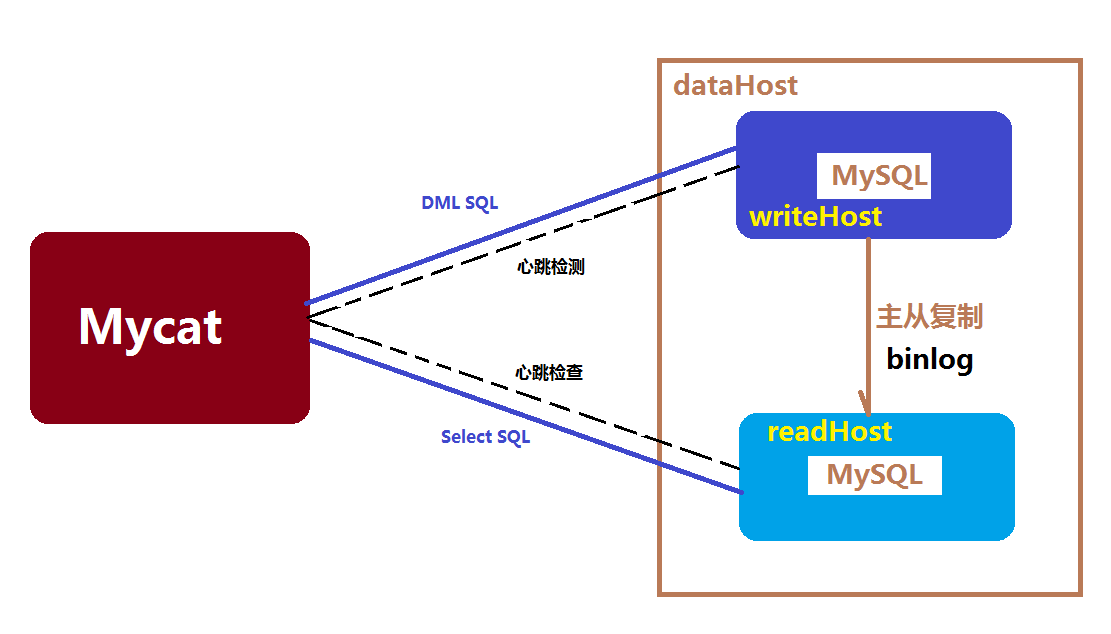 dataHost
MySQL
writeHost
DML SQL
心跳检测
Mycat
主从复制
binlog
心跳检查
Select SQL
readHost
MySQL